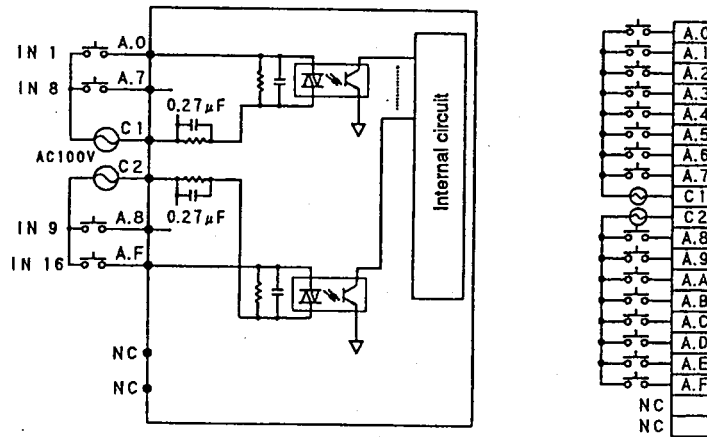 IN 1 A.0
IN 8 A.7
0.27μF
C1
AC100V
C2
0.27μF
IN 9 A.8
IN 16 A.F
NC
NC
Internal circuit
A.0
A.1
A.2
A.3
A.4
A.5
A.6
A.7
C1
C2
A.8
A.9
A.A
A.B
A.C
A.D
A.E
A.F
NC
NC